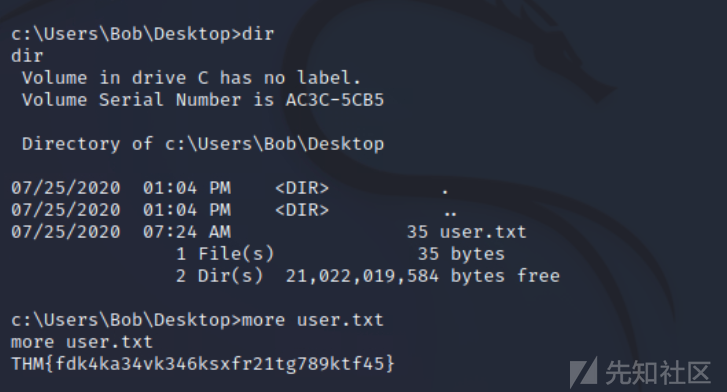 c:\Users\Bob\Desktop>dir
dir
 Volume in drive C has no label.
 Volume Serial Number is AC3C-5CB5

 Directory of c:\Users\Bob\Desktop

07/25/2020  01:04 PM    <DIR>          .
07/25/2020  01:04 PM    <DIR>          ..
07/25/2020  07:24 AM                35 user.txt
               1 File(s)             35 bytes
               2 Dir(s)  21,022,019,584 bytes free

c:\Users\Bob\Desktop>more user.txt
more user.txt
THM{fdk4ka34vk346ksxfr21tg789ktf45}
先知社区